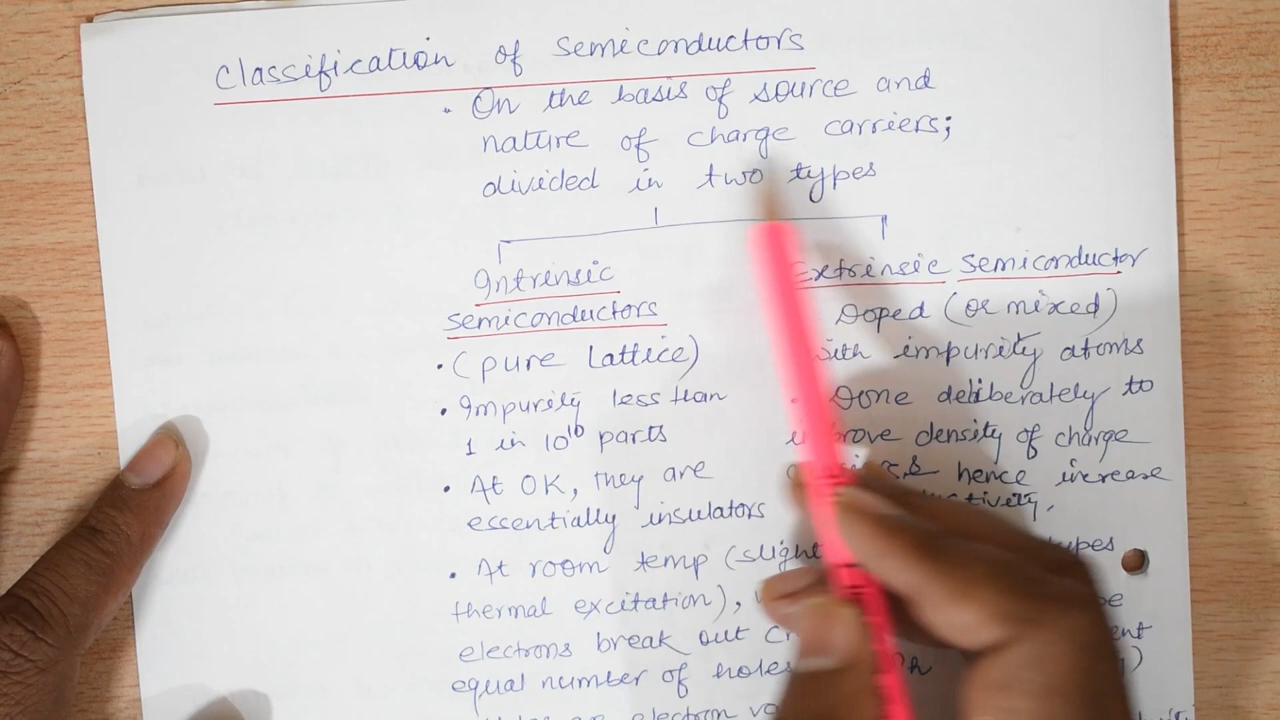 Classification of semiconductors
• On the basis of source and
nature of charge carriers;
divided in two types
Intrinsic
semiconductors
• (pure lattice)
• Impurity less than
1 in 10¹⁰ parts
• At 0K, they are
essentially insulators
• At room temp (slight
thermal excitation),
electrons break out
equal number of holes
Extrinsic semiconductor
Doped (or mixed)
with impurity atoms
• Done deliberately to
improve density of charge
hence increase
types